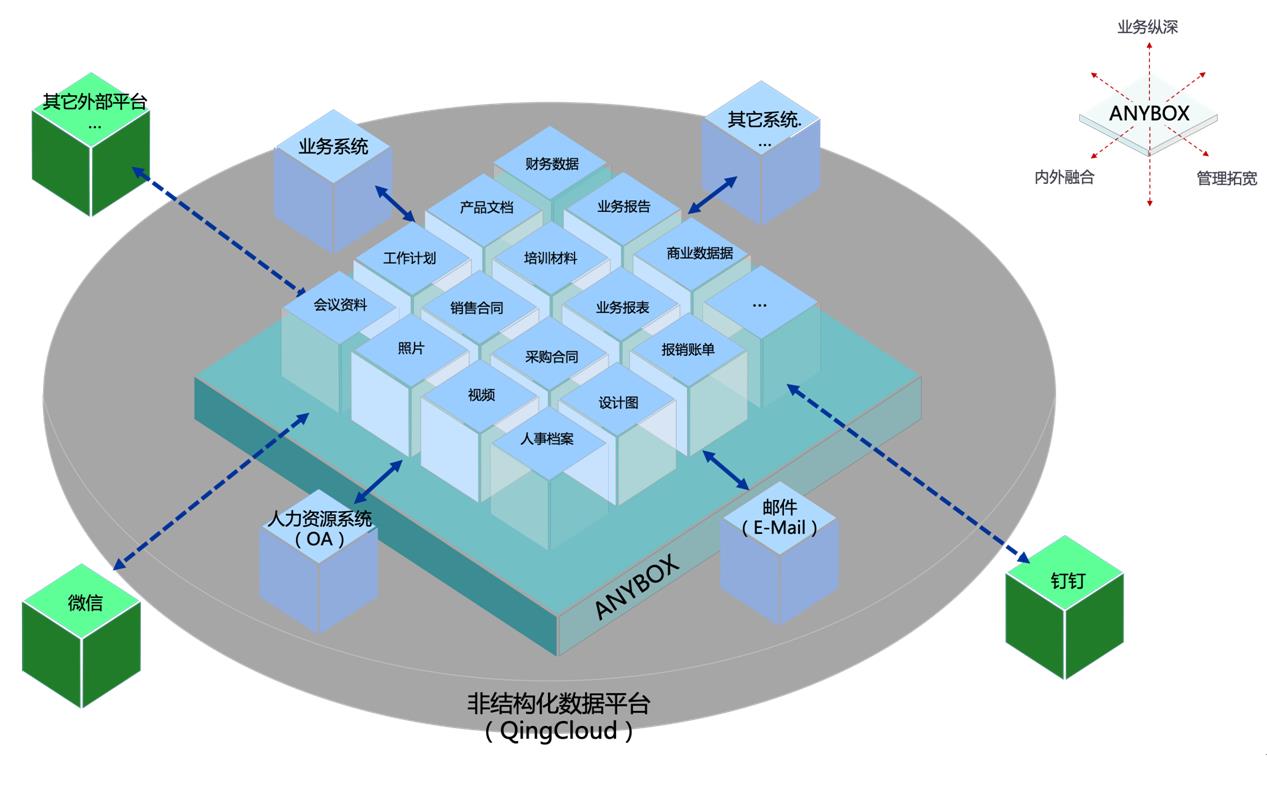 业务纵深
ANYBOX
内外融合
管理拓宽
其它外部平台
...
业务系统
其它系统.
...
财务数据
产品文档
业务报告
工作计划
培训材料
商业数据据
会议资料
销售合同
业务报表
...
照片
采购合同
报销账单
视频
设计图
人事档案
人力资源系统
（OA）
邮件
（E-Mail）
微信
钉钉
ANYBOX
非结构化数据平台
（QingCloud）